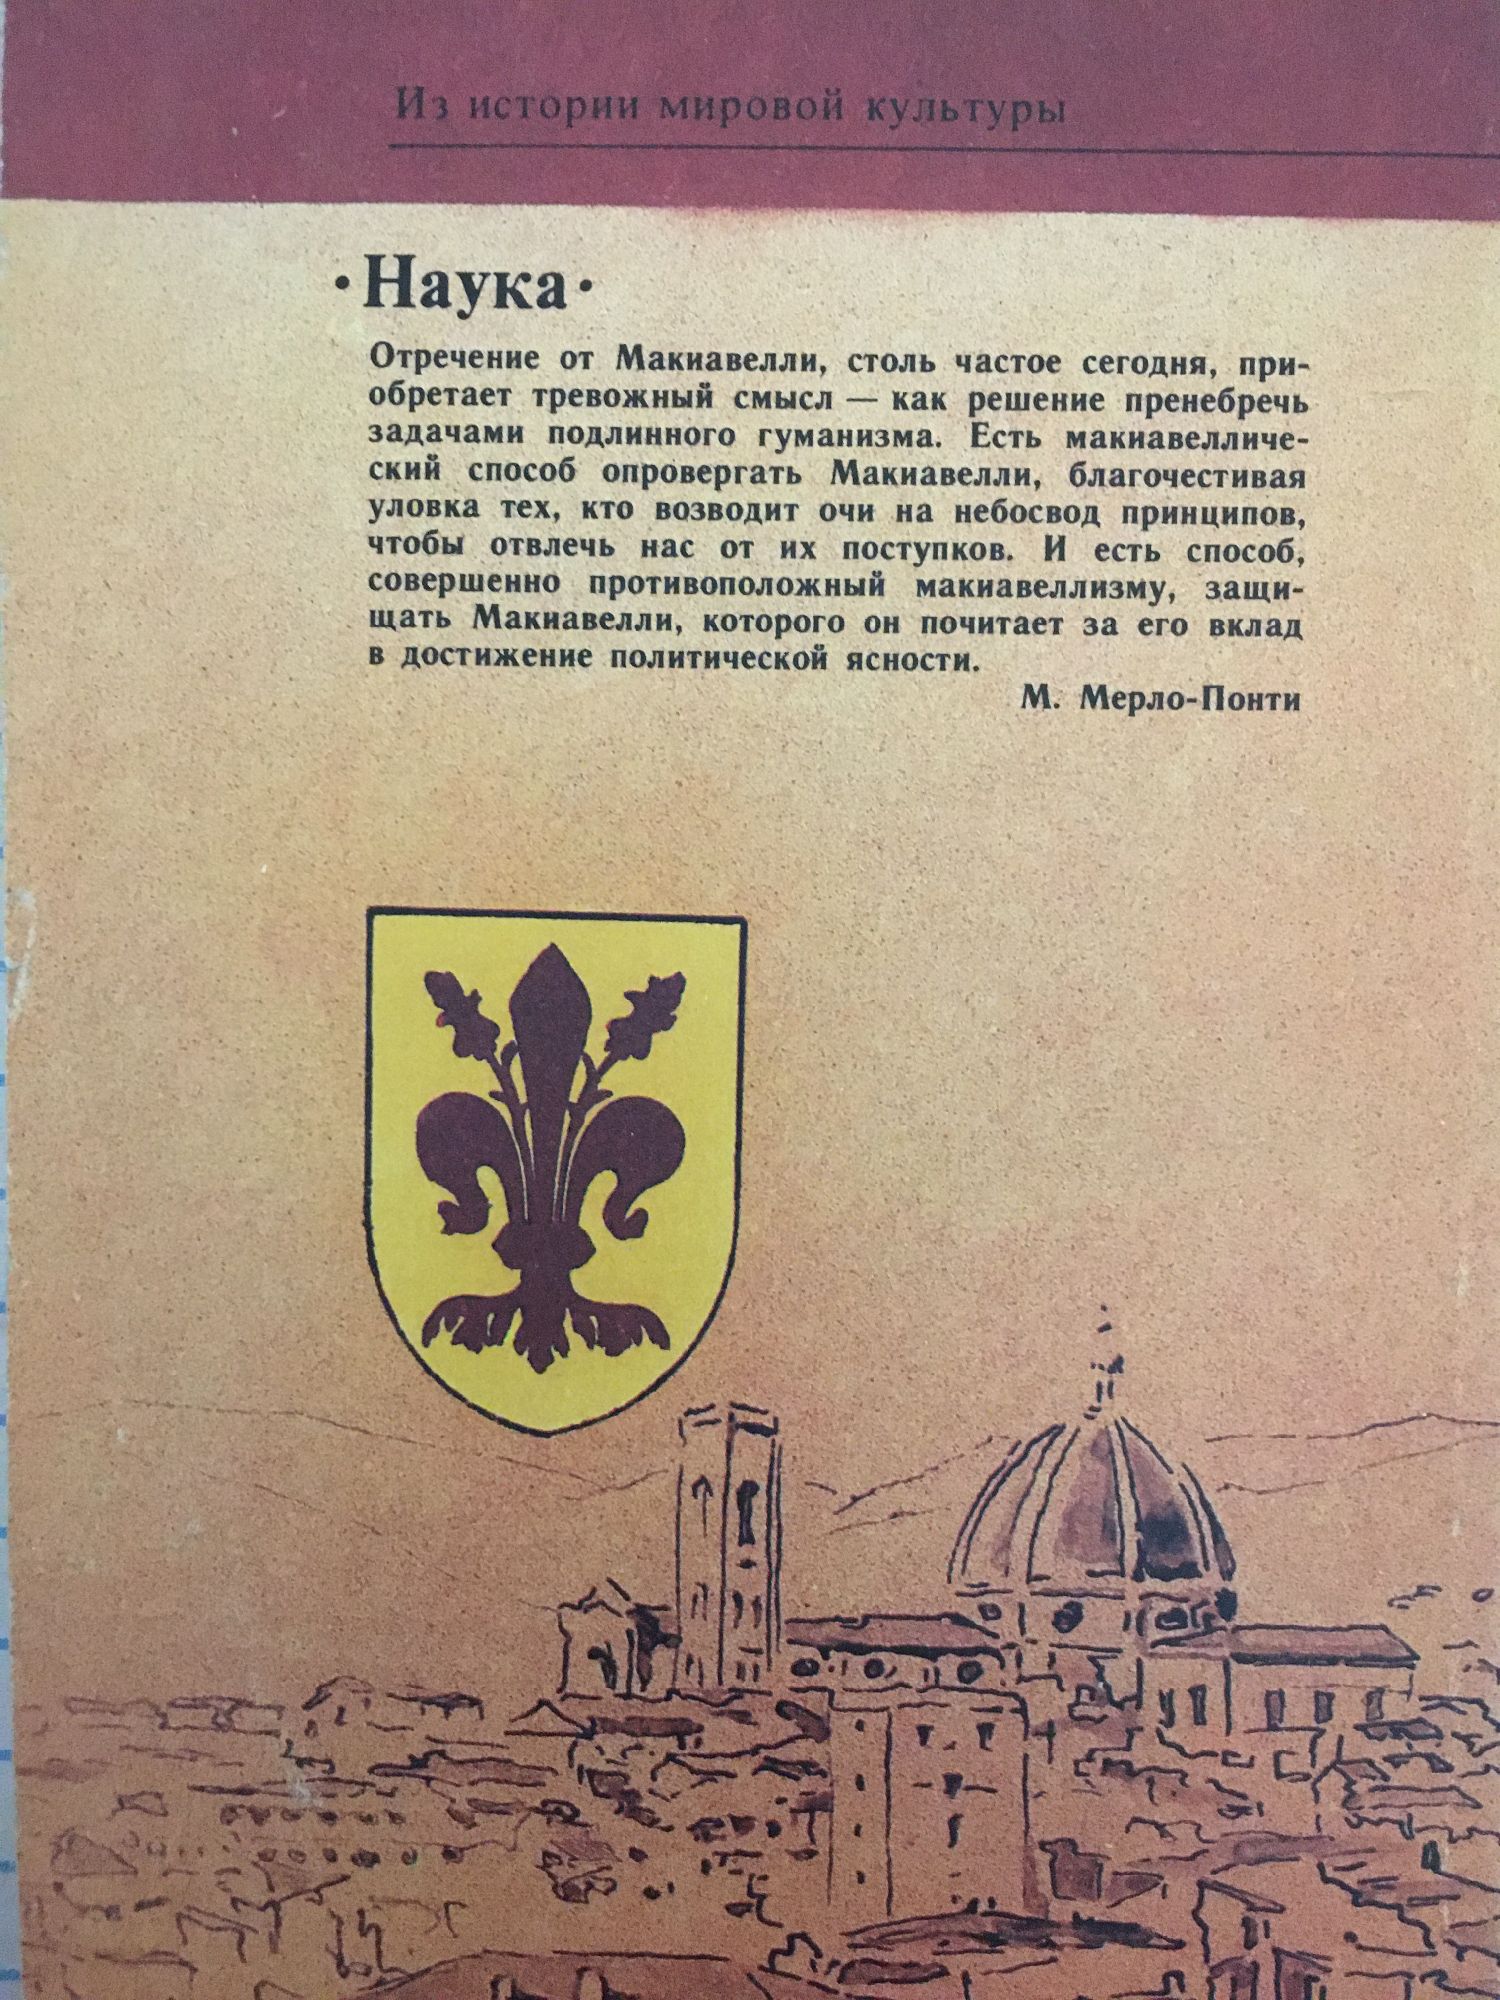 Из истории мировой культуры
·Наука·
Отречение от Макиавелли, столь частое сегодня, при-
обретает тревожный смысл — как решение пренебречь
задачами подлинного гуманизма. Есть макиавелличе-
ский способ опровергать Макиавелли, благочестивая
уловка тех, кто возводит очи на небосвод принципов,
чтобы отвлечь нас от их поступков. И есть способ,
совершенно противоположный макиавеллизму, защи-
щать Макиавелли, которого он почитает за его вклад
в достижение политической ясности.
М. Мерло-Понти